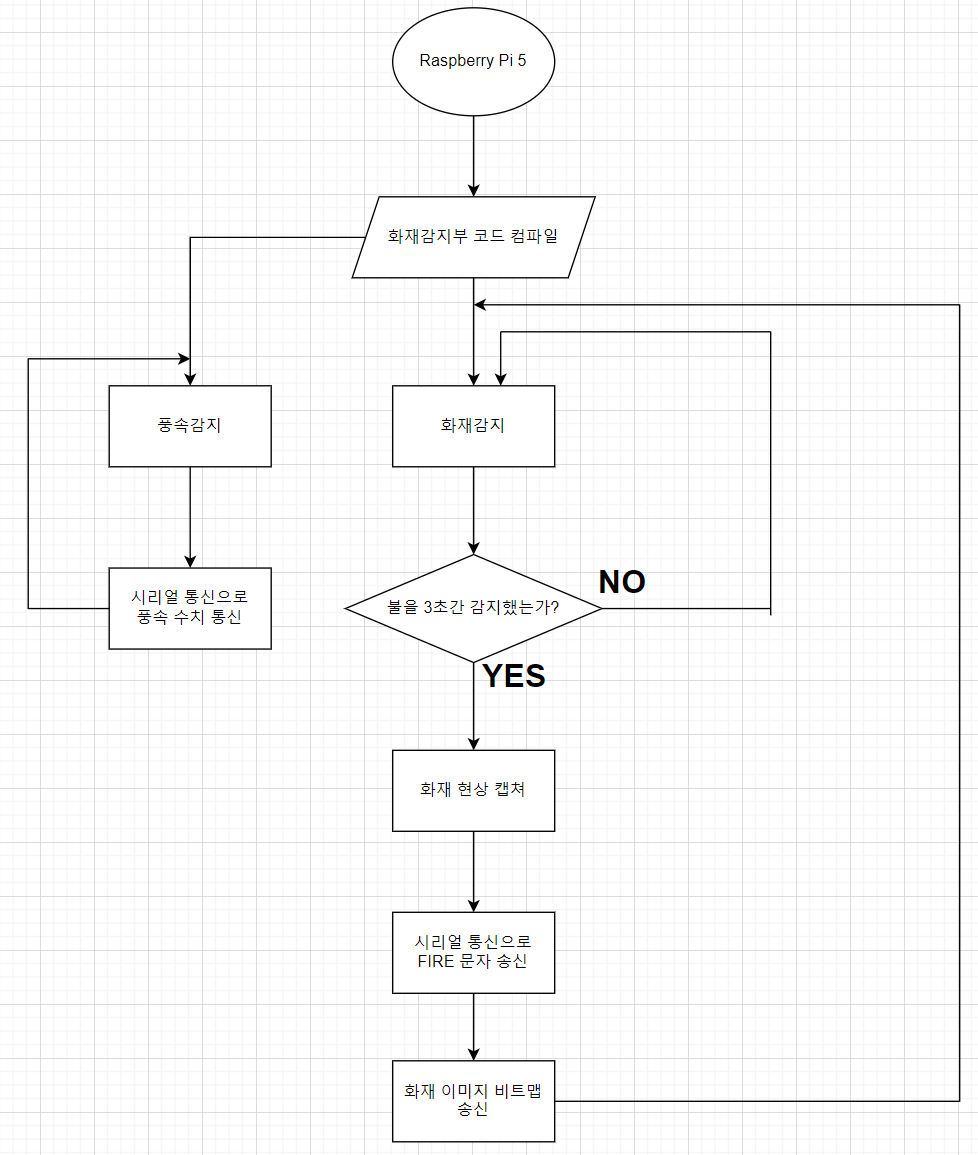 Raspberry Pi 5
화재감지부 코드 컴파일
풍속감지
화재감지
시리얼 통신으로
풍속 수치 통신
불을 3초간 감지했는가?
NO
YES
화재 현상 캡쳐
시리얼 통신으로
FIRE 문자 송신
화재 이미지 비트맵
송신